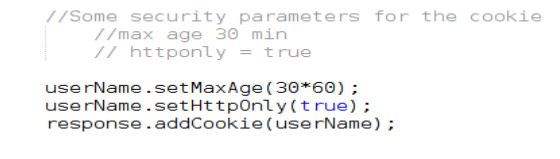 //Some security parameters for the cookie
//max age 30 min
// httponly = true
userName.setMaxAge(30*60);
userName.setHttpOnly(true);
response.addCookie(userName);